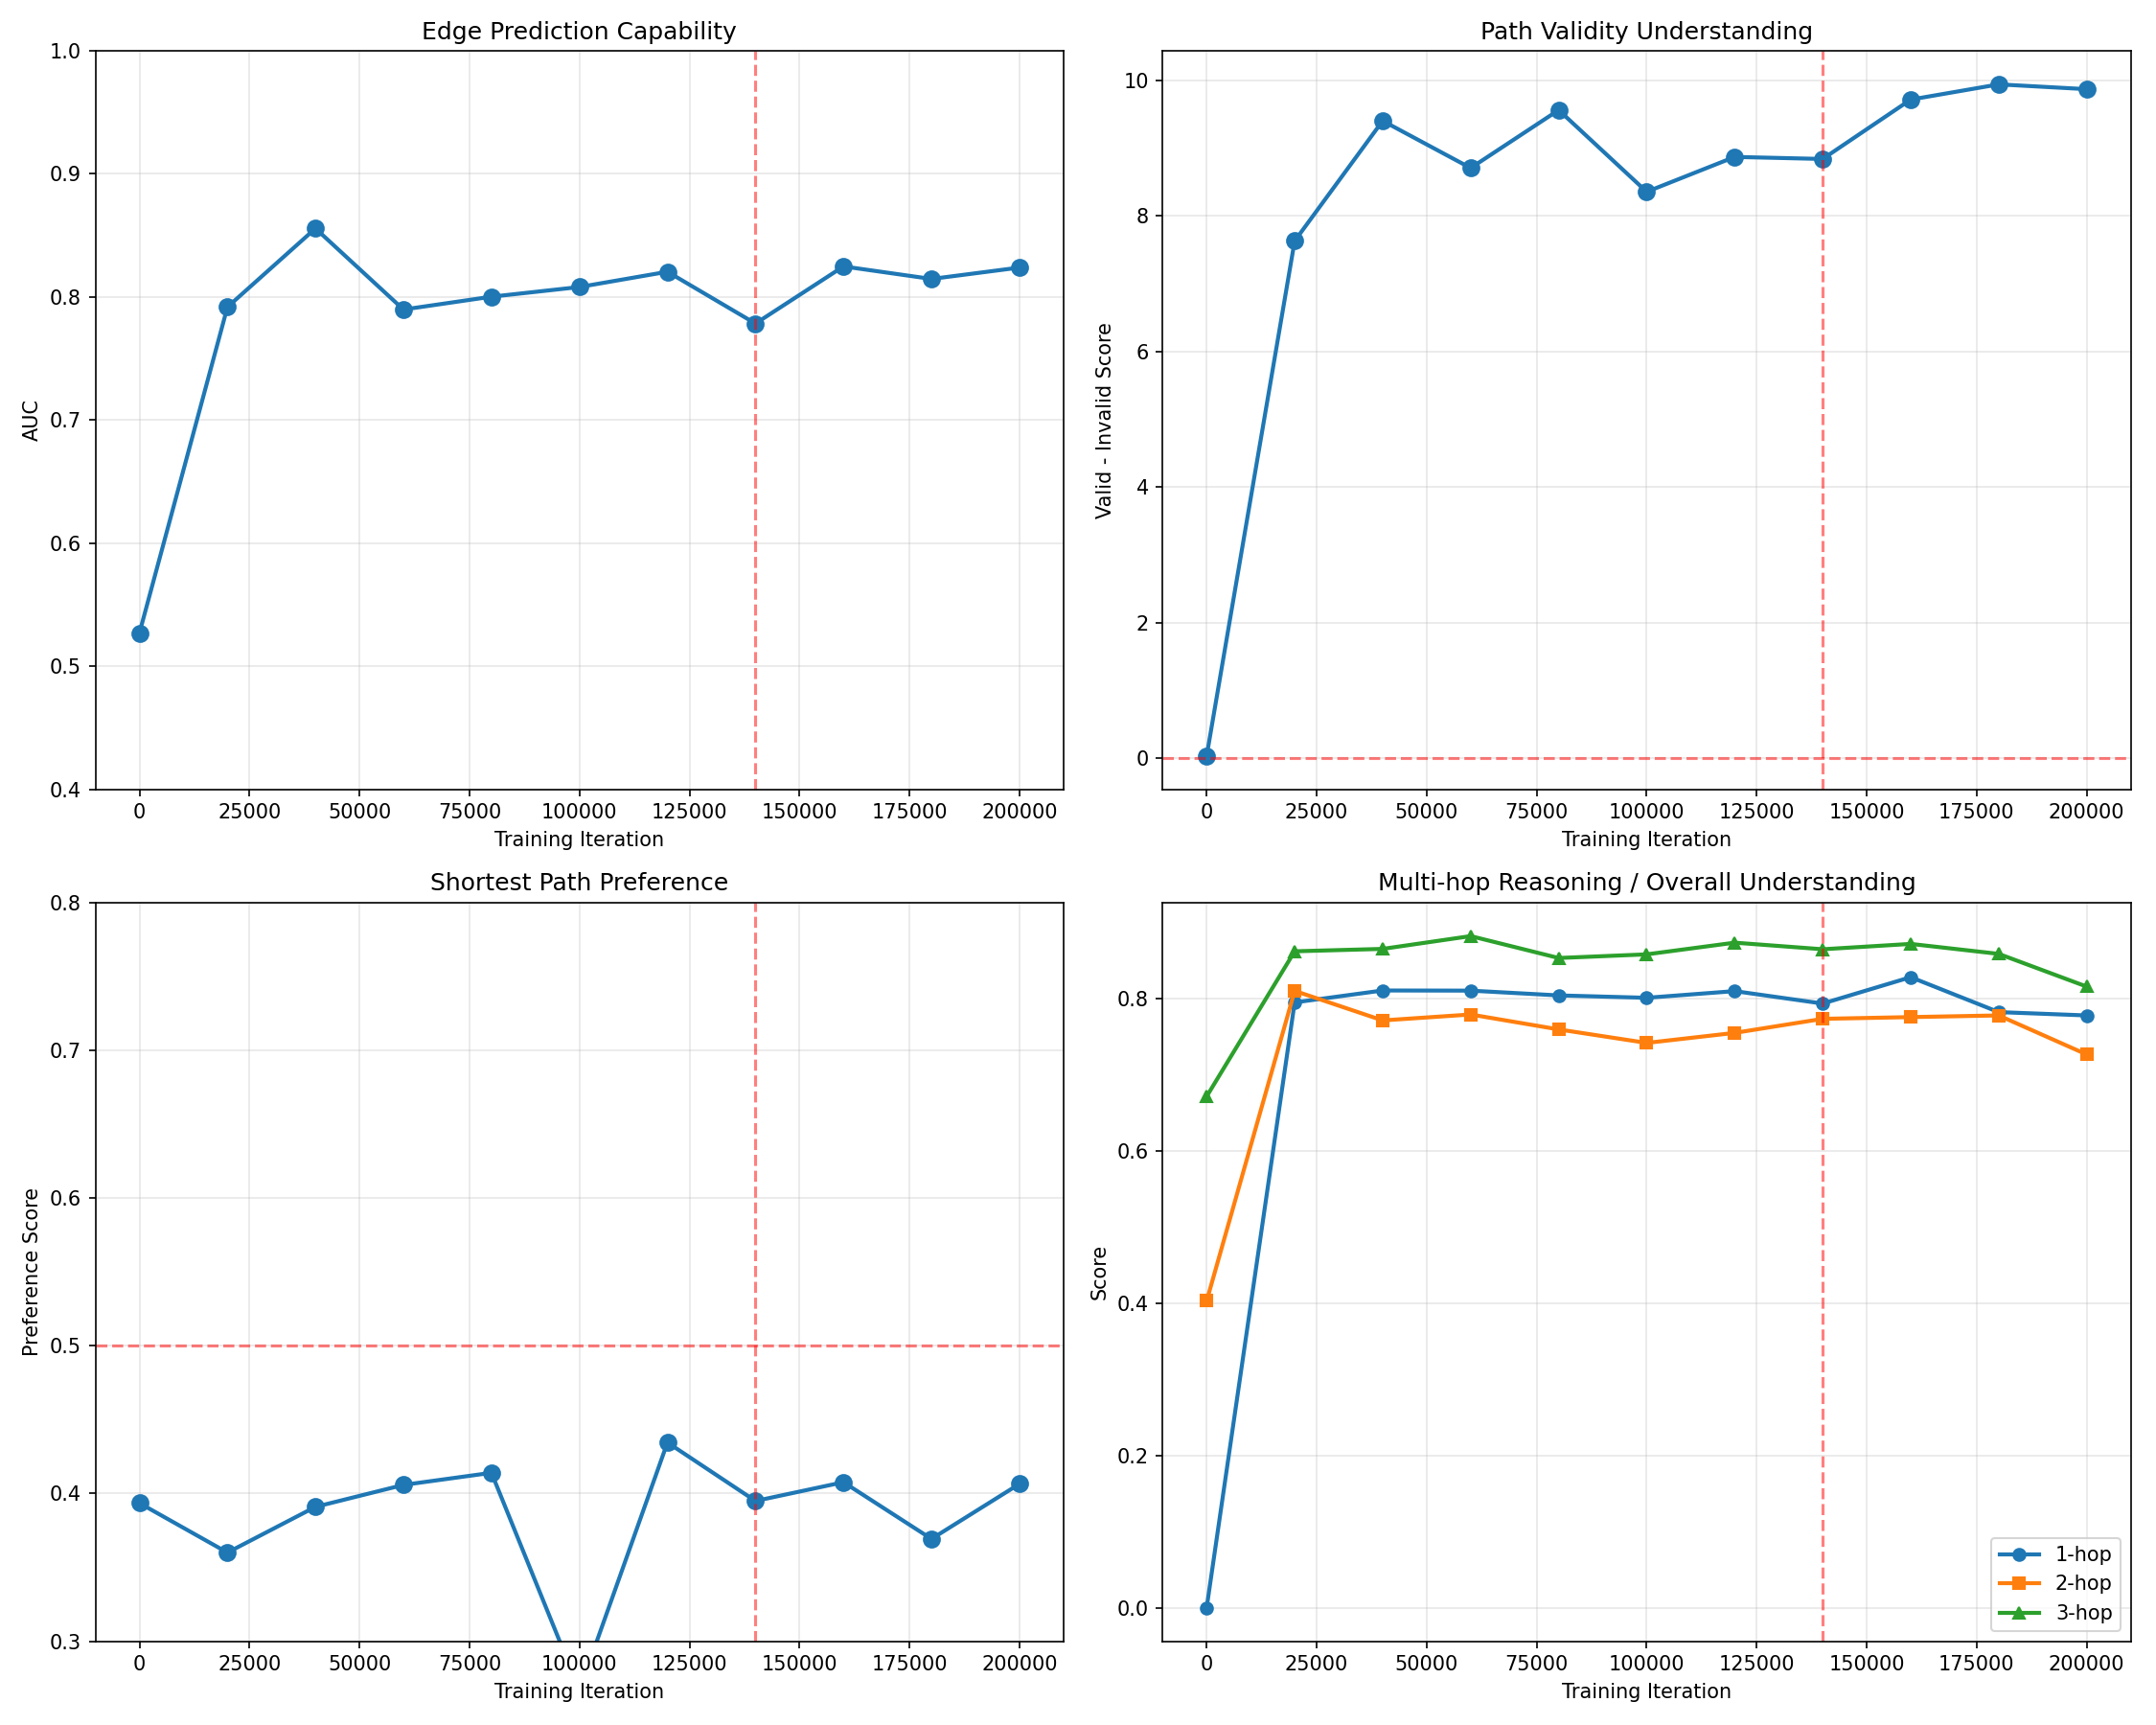 Edge Prediction Capability
1.0
0.9
0.8
0.7
0.6
0.5
0.4
AUC
0 25000 50000 75000 100000 125000 150000 175000 200000
Training Iteration
Path Validity Understanding
10
8
6
4
2
0
Valid - Invalid Score
0 25000 50000 75000 100000 125000 150000 175000 200000
Training Iteration
Shortest Path Preference
0.8
0.7
0.6
0.5
0.4
0.3
Preference Score
0 25000 50000 75000 100000 125000 150000 175000 200000
Training Iteration
Multi-hop Reasoning / Overall Understanding
0.8
0.6
0.4
0.2
0.0
Score
1-hop
2-hop
3-hop
0 25000 50000 75000 100000 125000 150000 175000 200000
Training Iteration